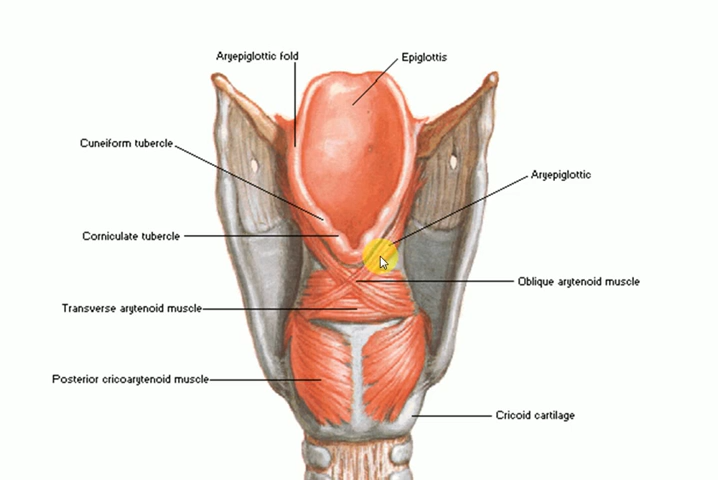 Aryepiglottic fold
Epiglottis
Cuneiform tubercle
Aryepiglottic
Corniculate tubercle
Oblique arytenoid muscle
Transverse arytenoid muscle
Posterior cricoarytenoid muscle
Cricoid cartilage